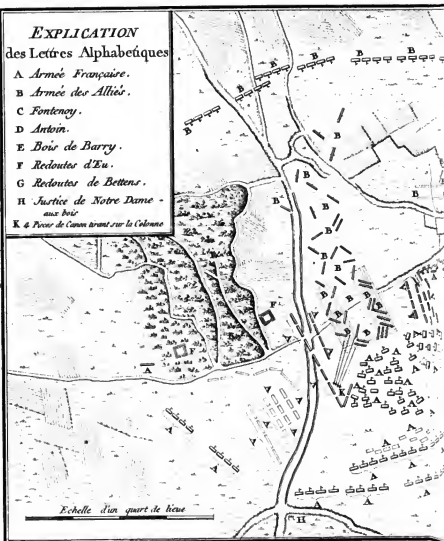 EXPLICATION
des Lettres Alphabetiques
A Armée Française.
B Armée des Alliés.
C Fontenoy.
D Antoin.
E Bois de Barry.
F Redoutes d'Eu.
G Redoutes de Bettens.
H Justice de Notre Dame
aux bois
K 4 Pieces de Canon tirant sur la Colonne
B B B B
B
B
B
B
B
B
B
B
B
B
F
A
F
A
A
K
A
A
A
A
A
A
Echelle d'un quart de lieue
A
A
H